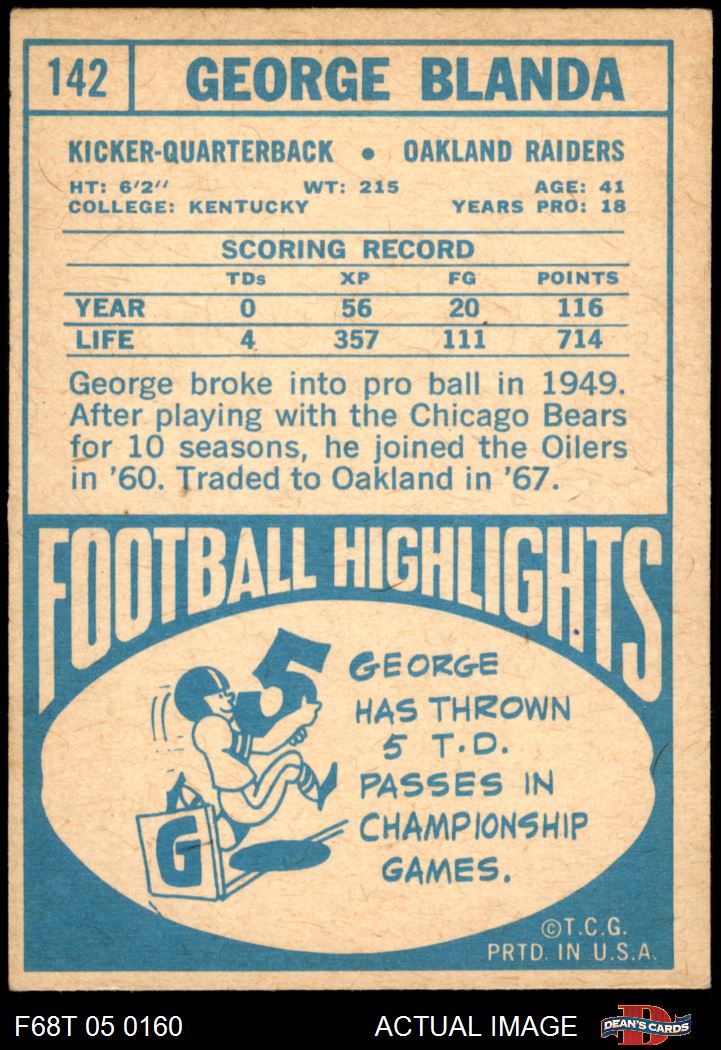 142 GEORGE BLANDA
KICKER-QUARTERBACK • OAKLAND RAIDERS
HT: 6'2" WT: 215 AGE: 41
COLLEGE: KENTUCKY YEARS PRO: 18
SCORING RECORD
TDs XP FG POINTS
YEAR 0 56 20 116
LIFE 4 357 111 714
George broke into pro ball in 1949.
After playing with the Chicago Bears
for 10 seasons, he joined the Oilers
in '60. Traded to Oakland in '67.
FOOTBALL HIGHLIGHTS
5
G
GEORGE
HAS THROWN
5 T.D.
PASSES IN
CHAMPIONSHIP
GAMES.
©T.C.G.
PRTD. IN U.S.A.
F68T 05 0160 ACTUAL IMAGE D DEAN'S CARDS